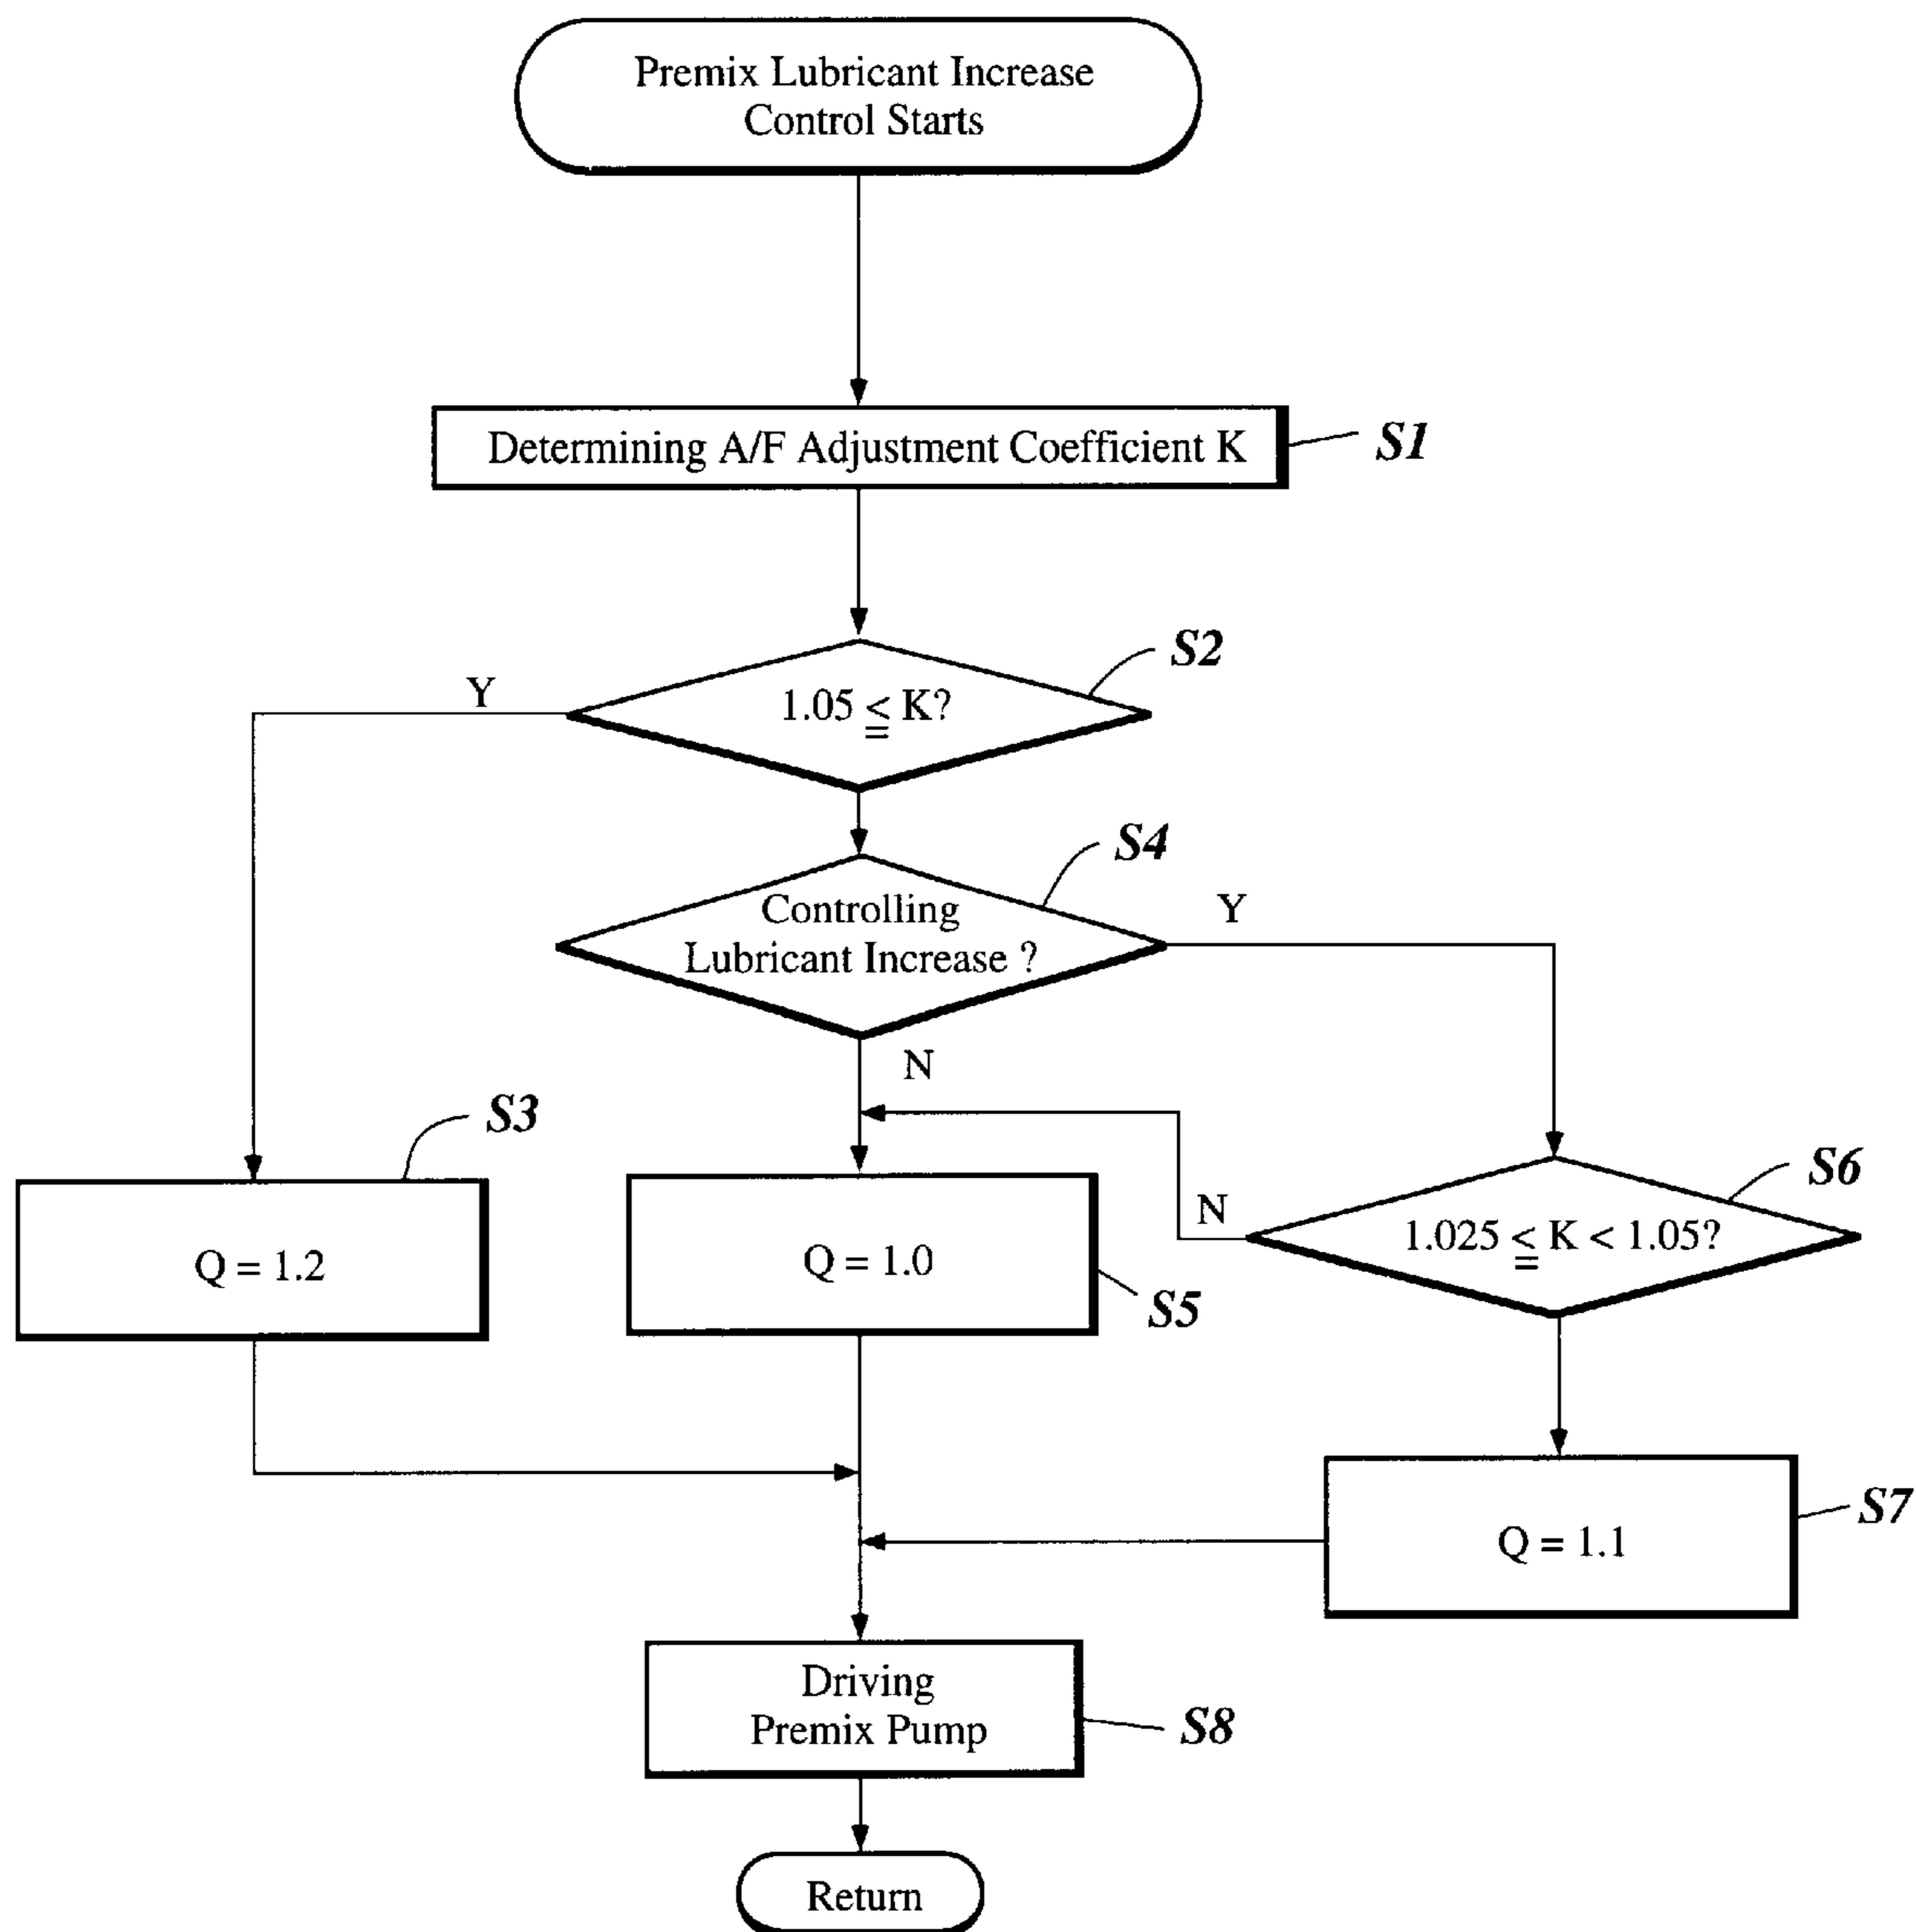 Premix Lubricant Increase
Control Starts
Determining A/F Adjustment Coefficient K
S1
S2
Y
1.05 ≦ K?
S4
Controlling
Lubricant Increase ?
Y
N
S3
Q = 1.2
Q = 1.0
S5
N
S6
1.025 ≦ K < 1.05?
Q = 1.1
S7
Driving
Premix Pump
S8
Return